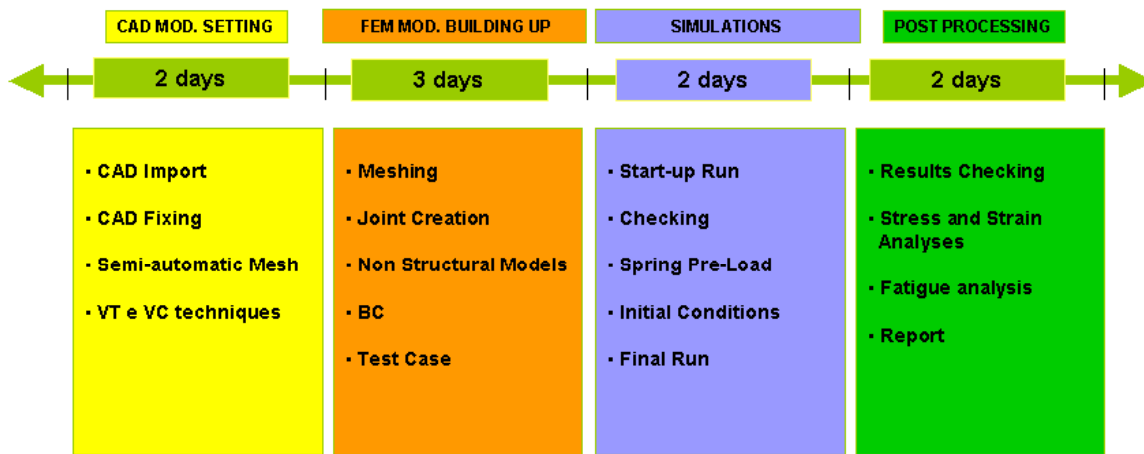 CAD MOD. SETTING
FEM MOD. BUILDING UP
SIMULATIONS
POST PROCESSING
2 days
3 days
2 days
2 days
· CAD Import
· CAD Fixing
· Semi-automatic Mesh
· VT e VC techniques
· Meshing
· Joint Creation
· Non Structural Models
· BC
· Test Case
· Start-up Run
· Checking
· Spring Pre-Load
· Initial Conditions
· Final Run
· Results Checking
· Stress and Strain
Analyses
· Fatigue analysis
· Report